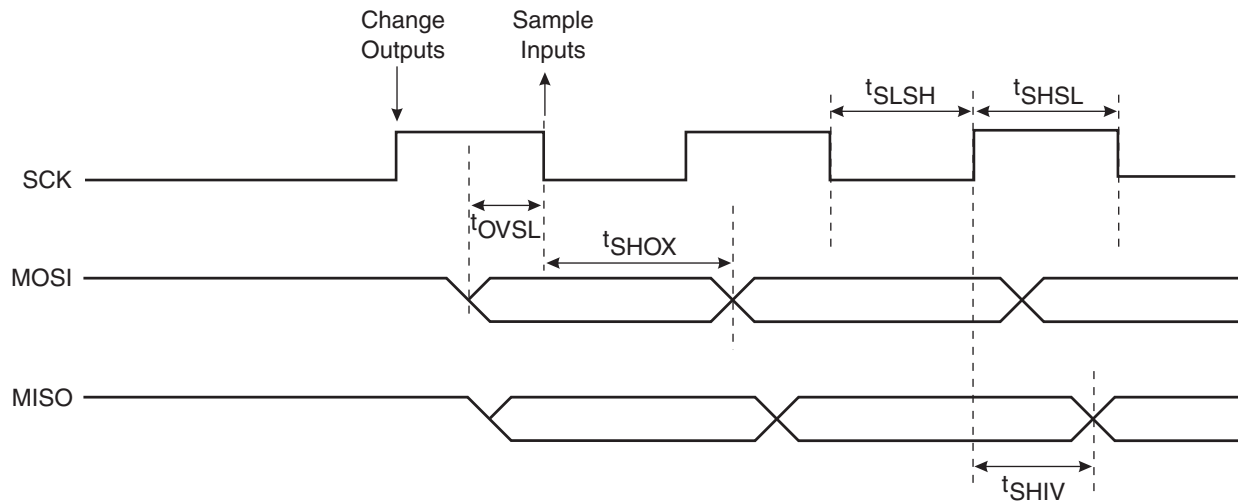 Change
Outputs
Sample
Inputs
tSLSH
tSHSL
SCK
tOVSL
tSHOX
MOSI
MISO
tSHIV